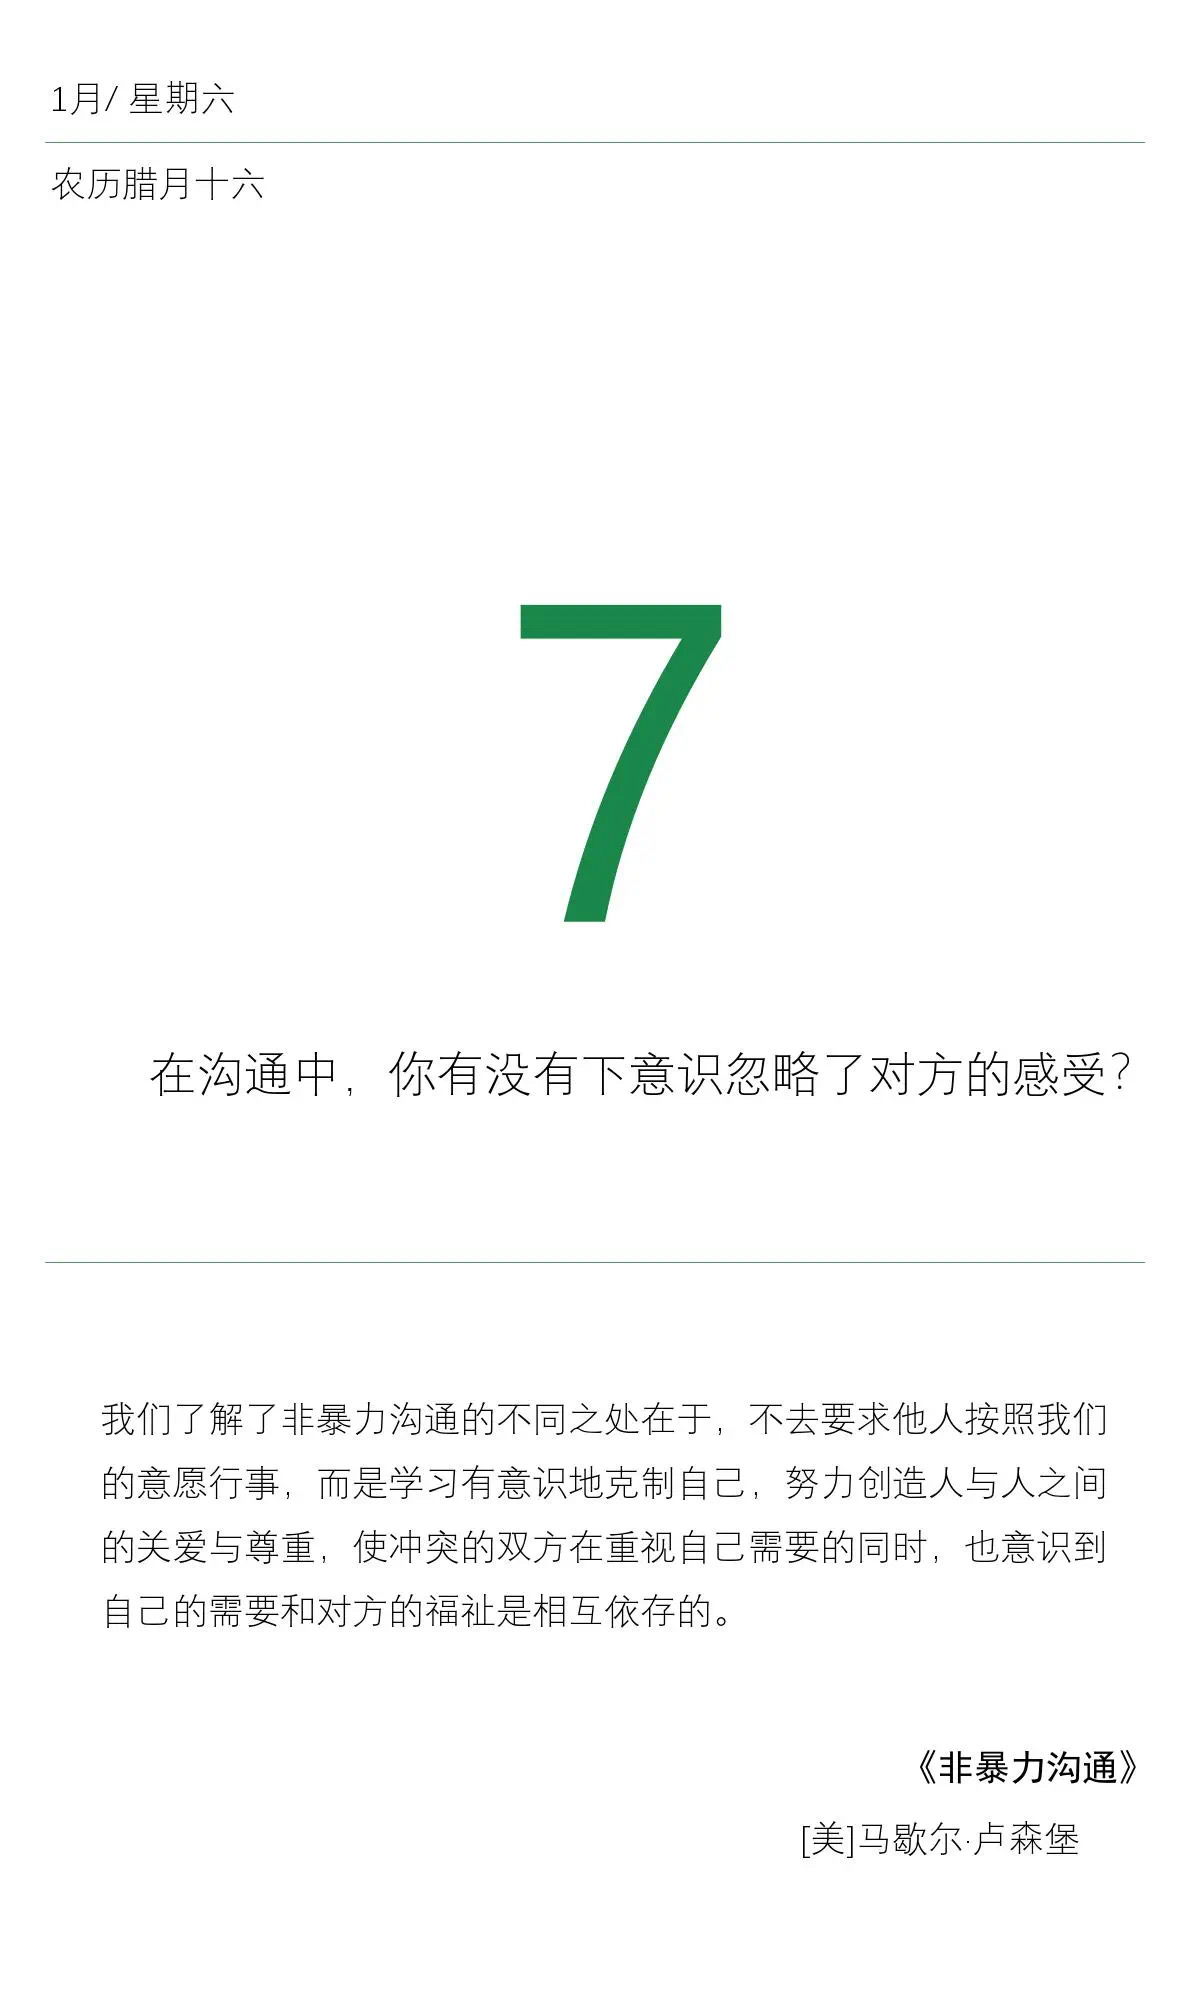 1月/ 星期六
农历腊月十六
7
在沟通中，你有没有下意识忽略了对方的感受？
我们了解了非暴力沟通的不同之处在于，不去要求他人按照我们
的意愿行事，而是学习有意识地克制自己，努力创造人与人之间
的关爱与尊重，使冲突的双方在重视自己需要的同时，也意识到
自己的需要和对方的福祉是相互依存的。
《非暴力沟通》
[美]马歇尔·卢森堡